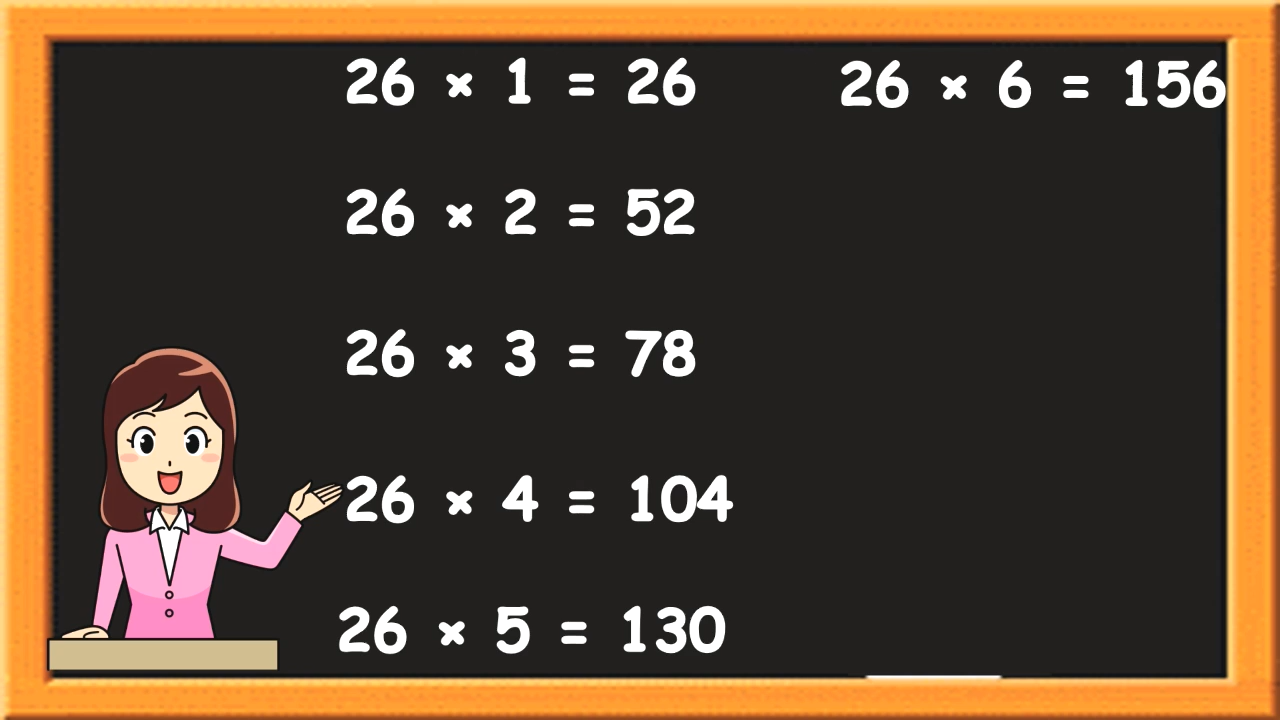 26 × 1 = 26
26 × 2 = 52
26 × 3 = 78
26 × 4 = 104
26 × 5 = 130
26 × 6 = 156